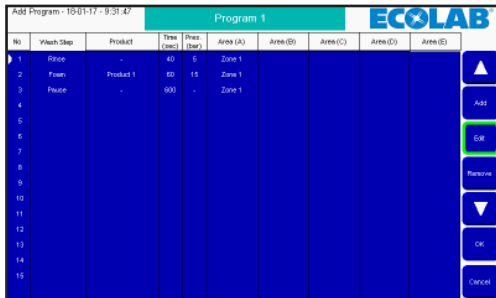 Add Program - 18-01-17 - 9:31:47
Program 1
ECOLAB
No Wash Step Product Time (sec) Pres. (bar) Area (A) Area (B) Area (C) Area (D) Area (E)
1 Rinse - 40 5 Zone 1
2 Foam Product 1 60 15 Zone 1
3 Pause - 600 - Zone 1
4
5
6
7
8
9
10
11
12
13
14
15
Add
Edit
Remove
OK
Cancel